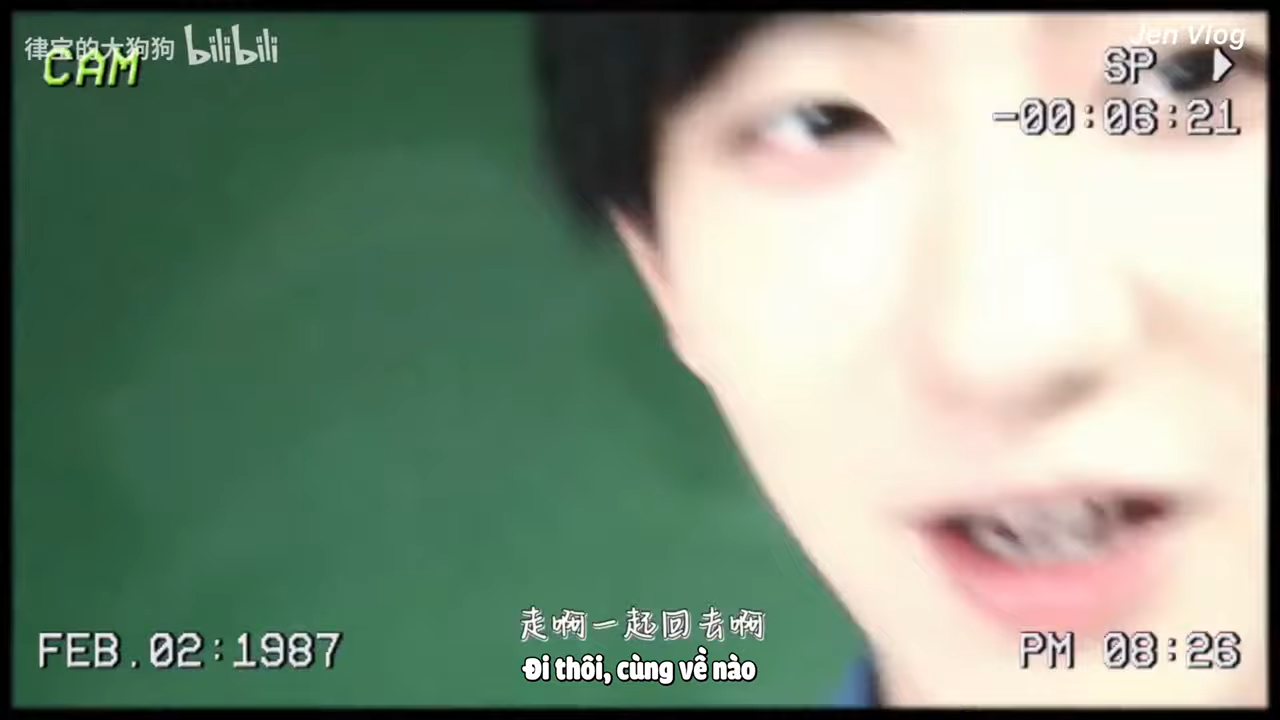 律宝的大狗狗 bilibili
Jen Vlog
CAM
SP
-00:06:21
走啊一起回去啊
Đi thôi, cùng về nào
FEB.02:1987
PM 08:26